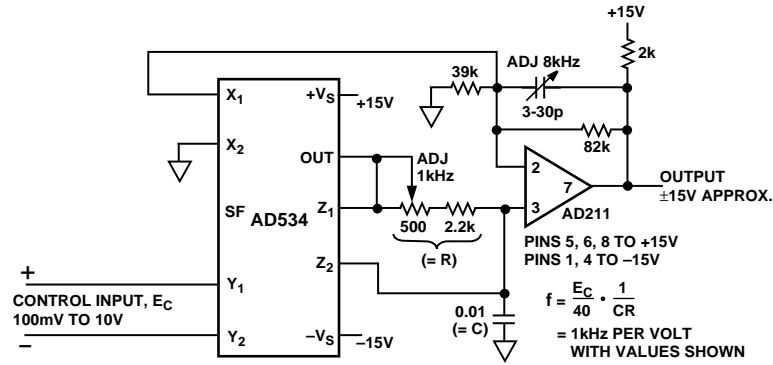 +15V
2k
ADJ 8kHz
39k
3-30p
82k
X1
X2
SF
Y1
Y2
AD534
+VS
+15V
OUT
Z1
Z2
–VS
–15V
ADJ
1kHz
500
2.2k
(= R)
0.01
(= C)
2
3
7
AD211
OUTPUT
±15V APPROX.
PINS 5, 6, 8 TO +15V
PINS 1, 4 TO –15V
f = EC/40 • 1/CR
= 1kHz PER VOLT
WITH VALUES SHOWN
+
CONTROL INPUT, EC
100mV TO 10V
–